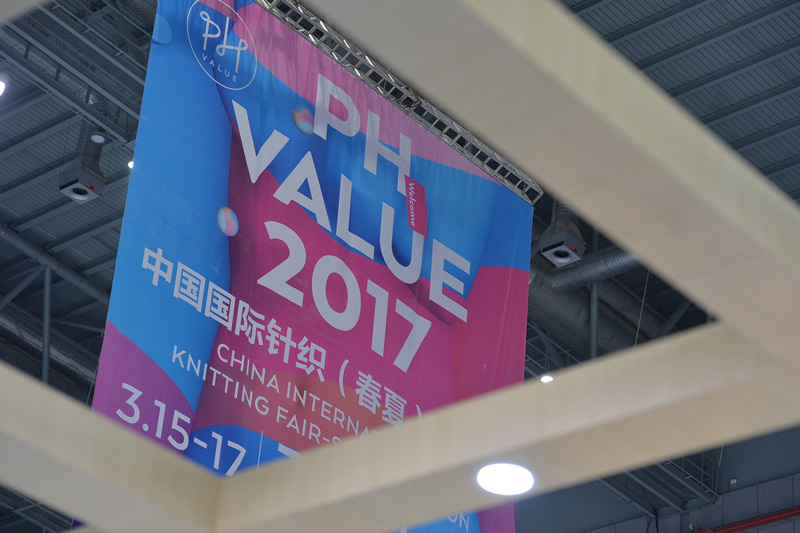 PH
VALUE
PH
VALUE
Welcome
2017
中国国际针织（春夏）
CHINA INTERNA
KNITTING FAIR-S
3.15-17
ON